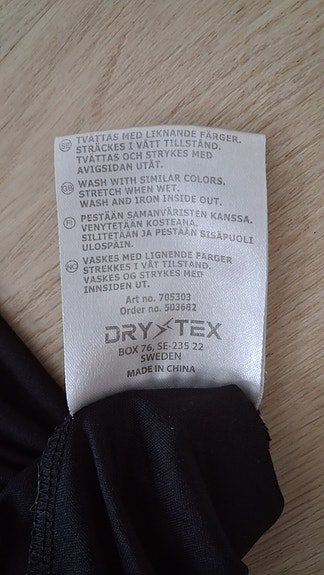 SE TVÄTTAS MED LIKNANDE FÄRGER.
STRÄCKES I VÅTT TILLSTÅND.
TVÄTTAS OCH STRYKES MED
AVIGSIDAN UTÅT.
GB WASH WITH SIMILAR COLORS.
STRETCH WHEN WET.
WASH AND IRON INSIDE OUT.
FI PESTÄÄN SAMANVÄRISTEN KANSSA.
VENYTETÄÄN KOSTEANA.
SILITETÄÄN JA PESTÄÄN SISÄPUOLI
ULOSPÄIN.
NO VASKES MED LIGNENDE FARGER
STREKKES I VÅT TILSTAND.
VASKES OG STRYKES MED
INNSIDEN UT.
Art no. 705303
Order no. 503682
DRYXTEX
BOX 76, SE-235 22
SWEDEN
MADE IN CHINA